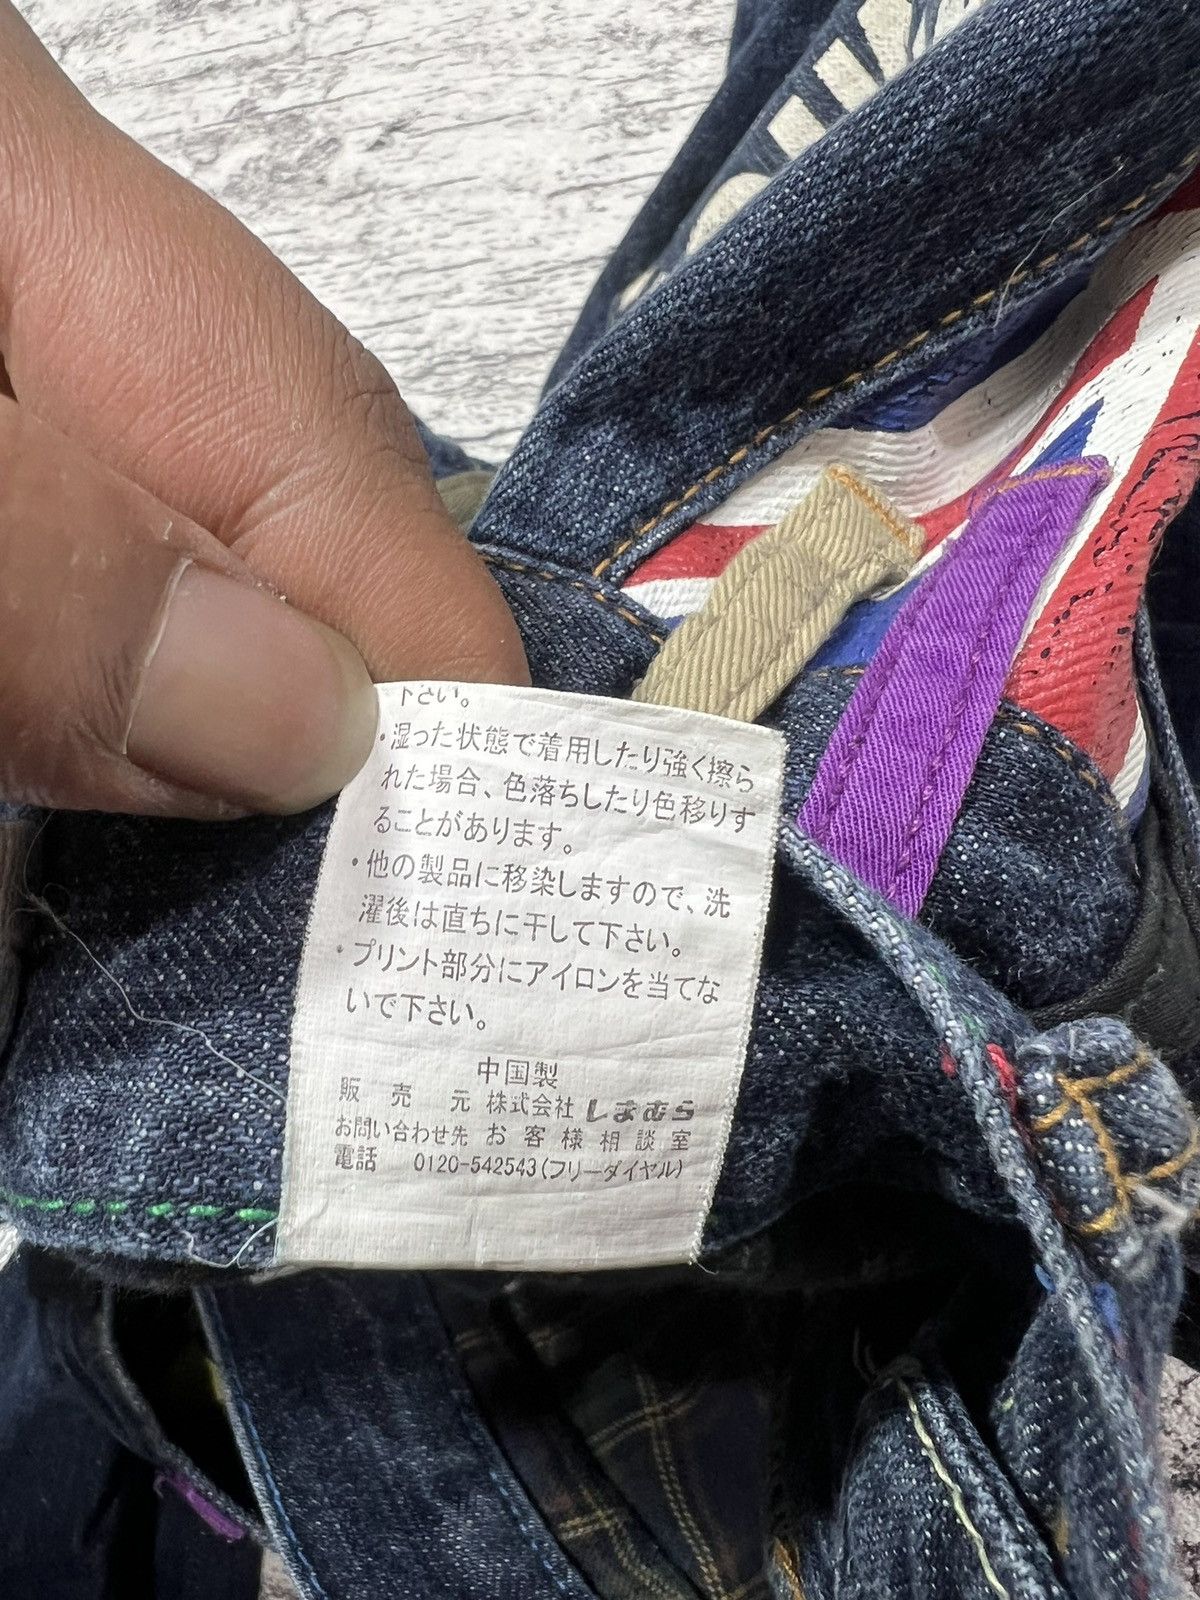 下さい。
・湿った状態で着用したり強く擦ら
れた場合、色落ちしたり色移りす
ることがあります。
・他の製品に移染しますので、洗
濯後は直ちに干して下さい。
・プリント部分にアイロンを当てな
いで下さい。
中国製
販 売 元 株式会社 しまむら
お問い合わせ先 お 客 様 相 談 室
電話 0120-542543(フリーダイヤル)